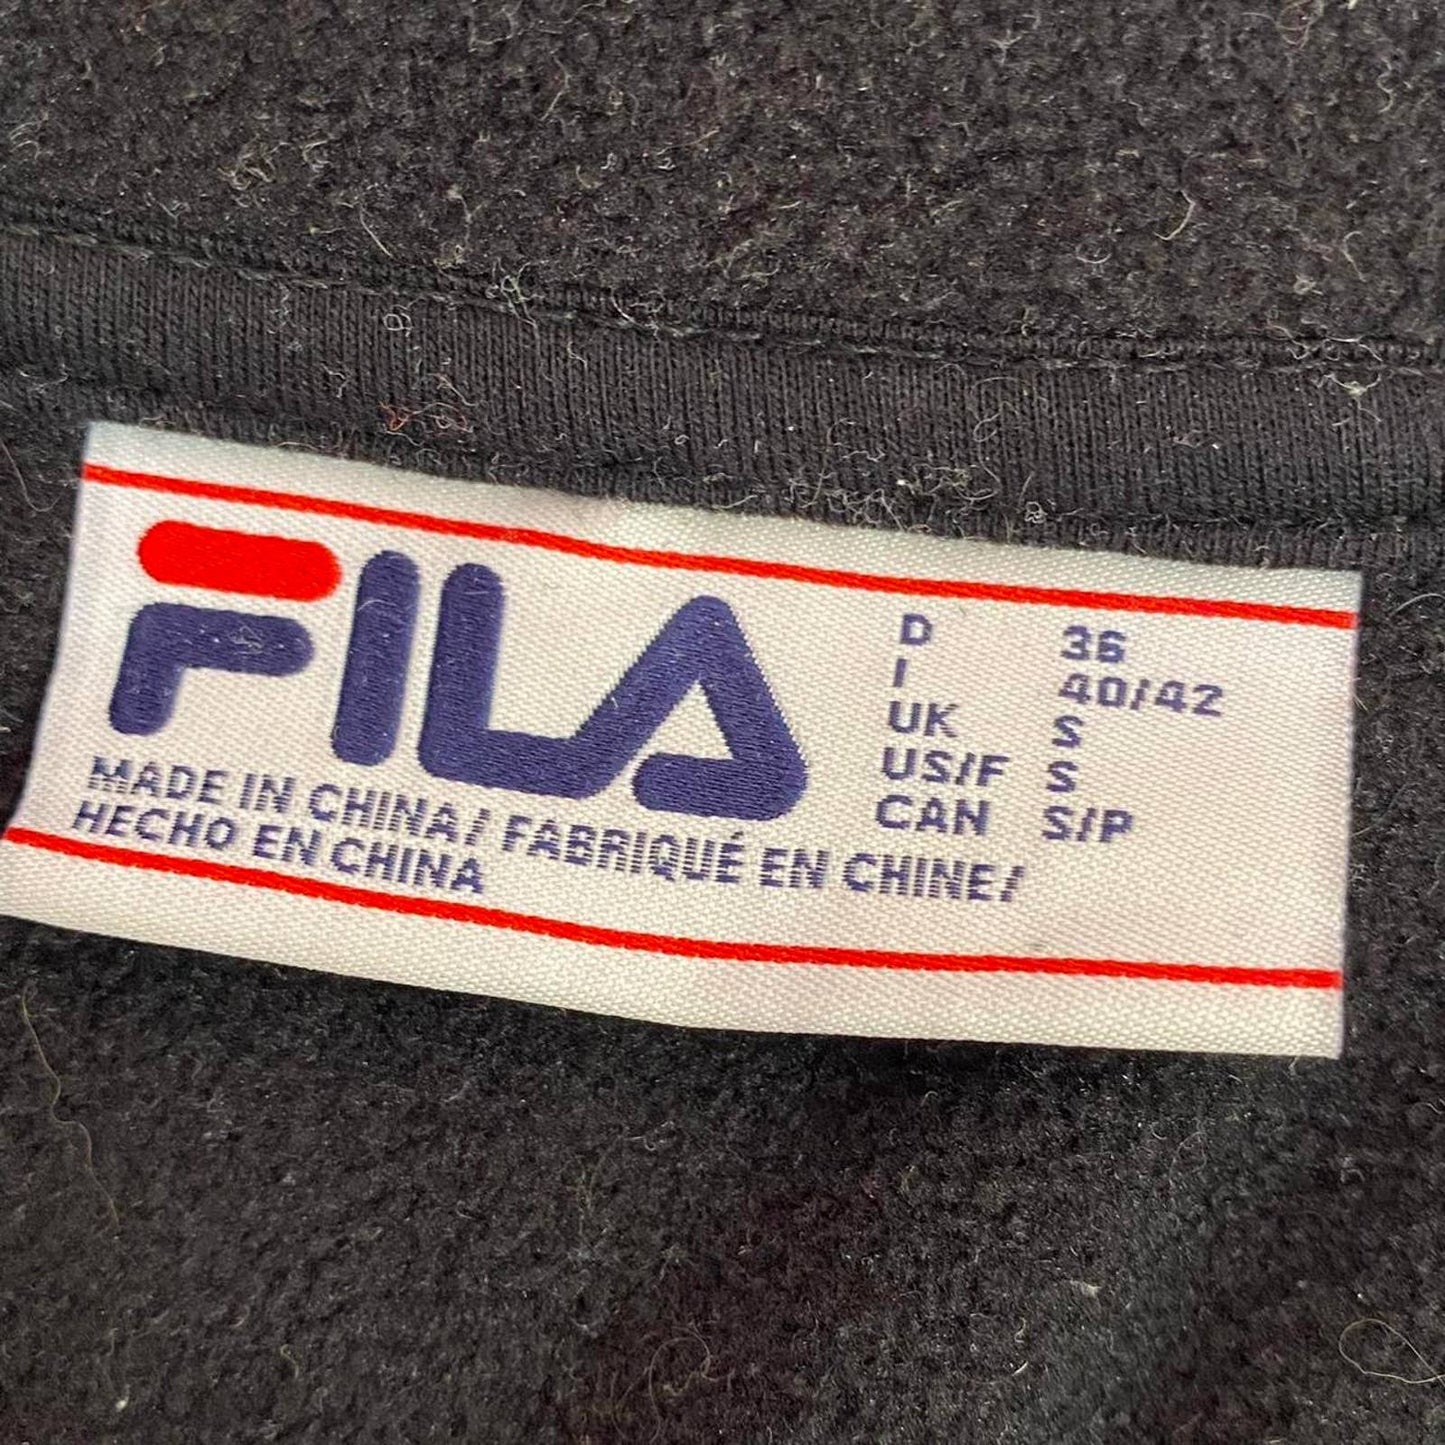 FILA
D 36
I 40/42
UK S
US/F S
CAN S/P
MADE IN CHINA/ FABRIQUÉ EN CHINE/
HECHO EN CHINA